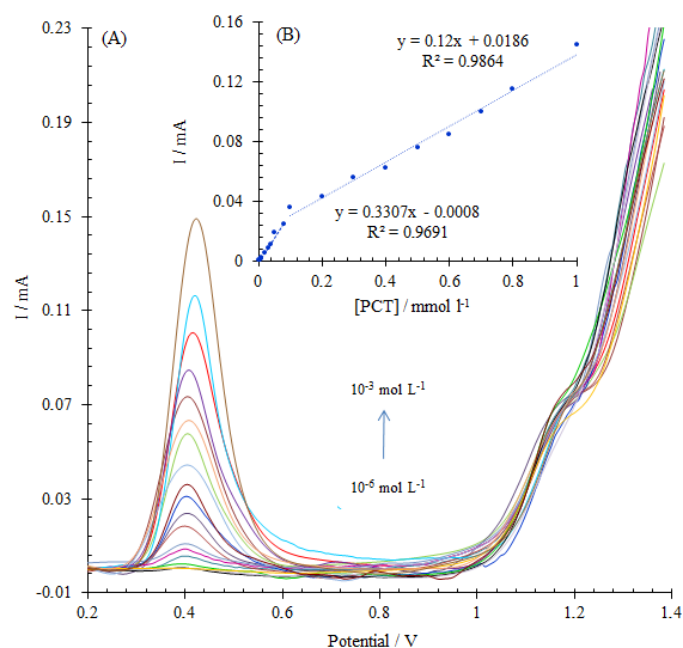 (A)
(B)
y = 0.12x + 0.0186
R² = 0.9864
y = 0.3307x - 0.0008
R² = 0.9691
I / mA
0.16
0.12
0.08
0.04
0
0
0.2
0.4
0.6
0.8
1
[PCT] / mmol l⁻¹
10⁻³ mol L⁻¹
10⁻⁶ mol L⁻¹
I / mA
0.23
0.19
0.15
0.11
0.07
0.03
-0.01
0.2
0.4
0.6
0.8
1
1.2
1.4
Potential / V